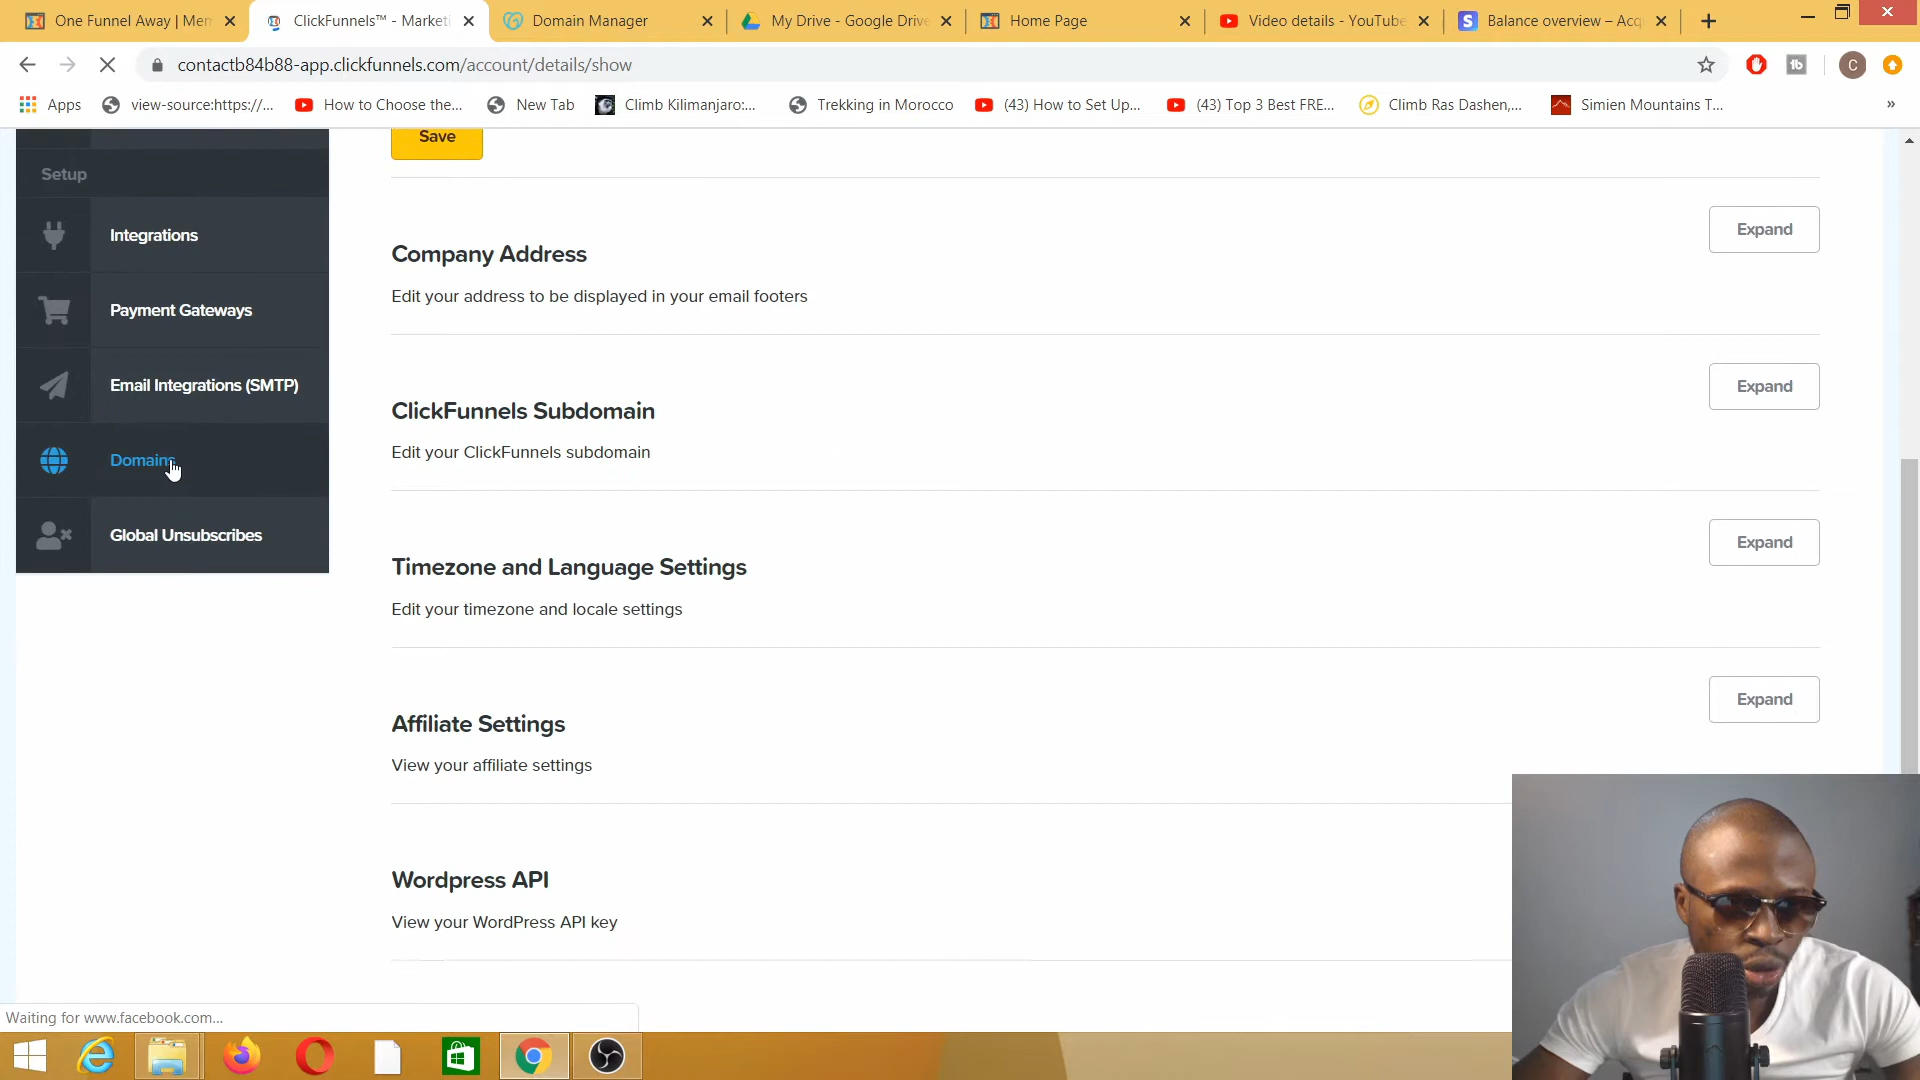 One Funnel Away | Mem
ClickFunnels™ - Marketi
Domain Manager
My Drive - Google Drive
Home Page
Video details - YouTube
Balance overview – Acq
contactb84b88-app.clickfunnels.com/account/details/show
C
Apps
view-source:https://...
How to Choose the...
New Tab
Climb Kilimanjaro:...
Trekking in Morocco
(43) How to Set Up...
(43) Top 3 Best FRE...
Climb Ras Dashen,...
Simien Mountains T...
»
Save
Setup
Integrations
Payment Gateways
Email Integrations (SMTP)
Domains
Global Unsubscribes
Company Address
Edit your address to be displayed in your email footers
Expand
ClickFunnels Subdomain
Edit your ClickFunnels subdomain
Expand
Timezone and Language Settings
Edit your timezone and locale settings
Expand
Affiliate Settings
View your affiliate settings
Expand
Wordpress API
View your WordPress API key
Waiting for www.facebook.com...